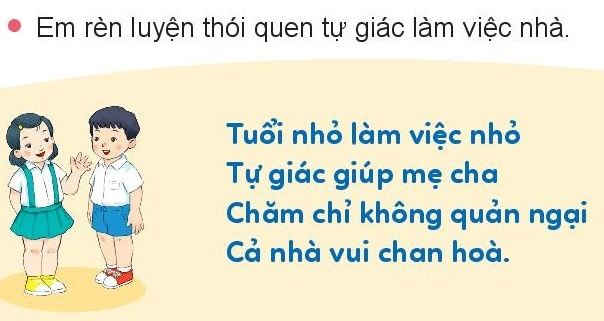 Em rèn luyện thói quen tự giác làm việc nhà.
Tuổi nhỏ làm việc nhỏ
Tự giác giúp mẹ cha
Chăm chỉ không quản ngại
Cả nhà vui chan hoà.